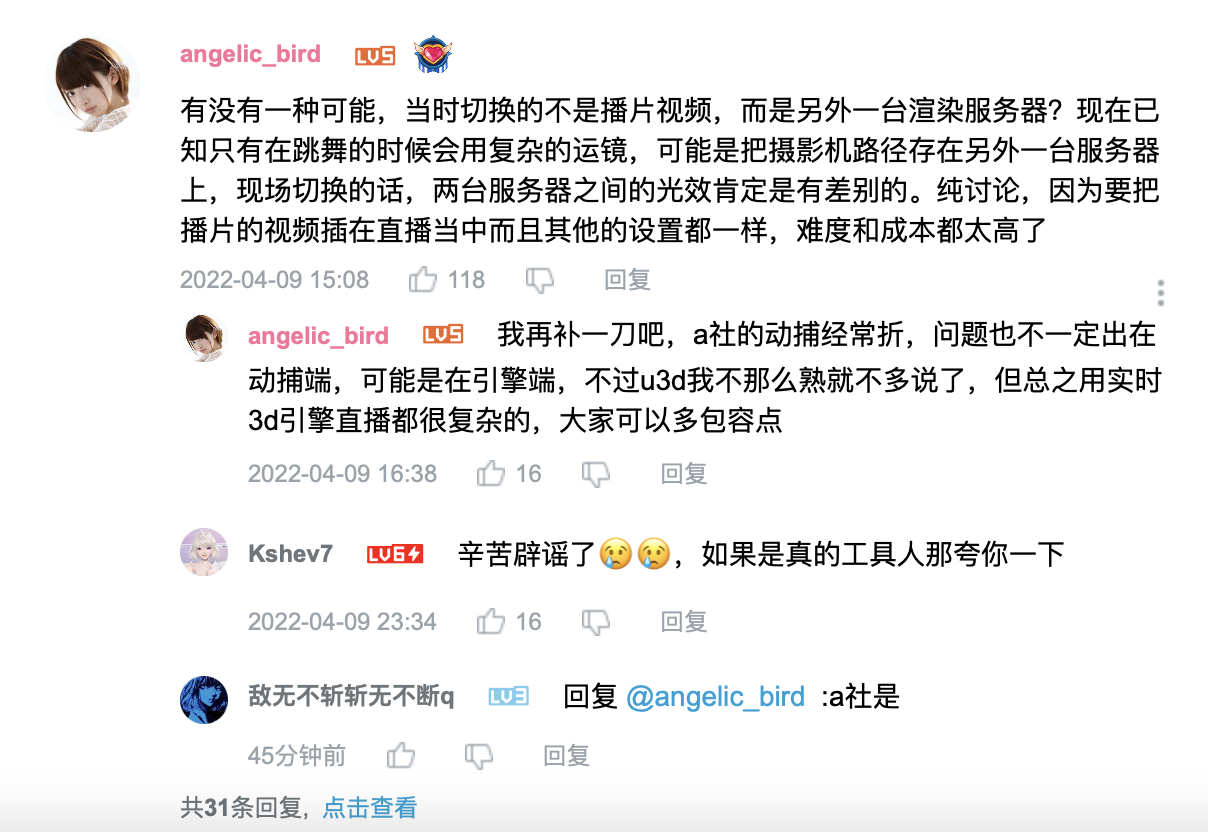 angelic_bird LV5
有没有一种可能，当时切换的不是播片视频，而是另外一台渲染服务器？现在已
知只有在跳舞的时候会用复杂的运镜，可能是把摄影机路径存在另外一台服务器
上，现场切换的话，两台服务器之间的光效肯定是有差别的。纯讨论，因为要把
播片的视频插在直播当中而且其他的设置都一样，难度和成本都太高了
2022-04-09 15:08 118 回复
angelic_bird LV5 我再补一刀吧，a社的动捕经常折，问题也不一定出在
动捕端，可能是在引擎端，不过u3d我不那么熟就不多说了，但总之用实时
3d引擎直播都很复杂的，大家可以多包容点
2022-04-09 16:38 16 回复
Kshev7 LV6 辛苦辟谣了😢😢，如果是真的工具人那夸你一下
2022-04-09 23:34 16 回复
敌无不斩斩无不断q LV3 回复 @angelic_bird :a社是
45分钟前 回复
共31条回复，点击查看